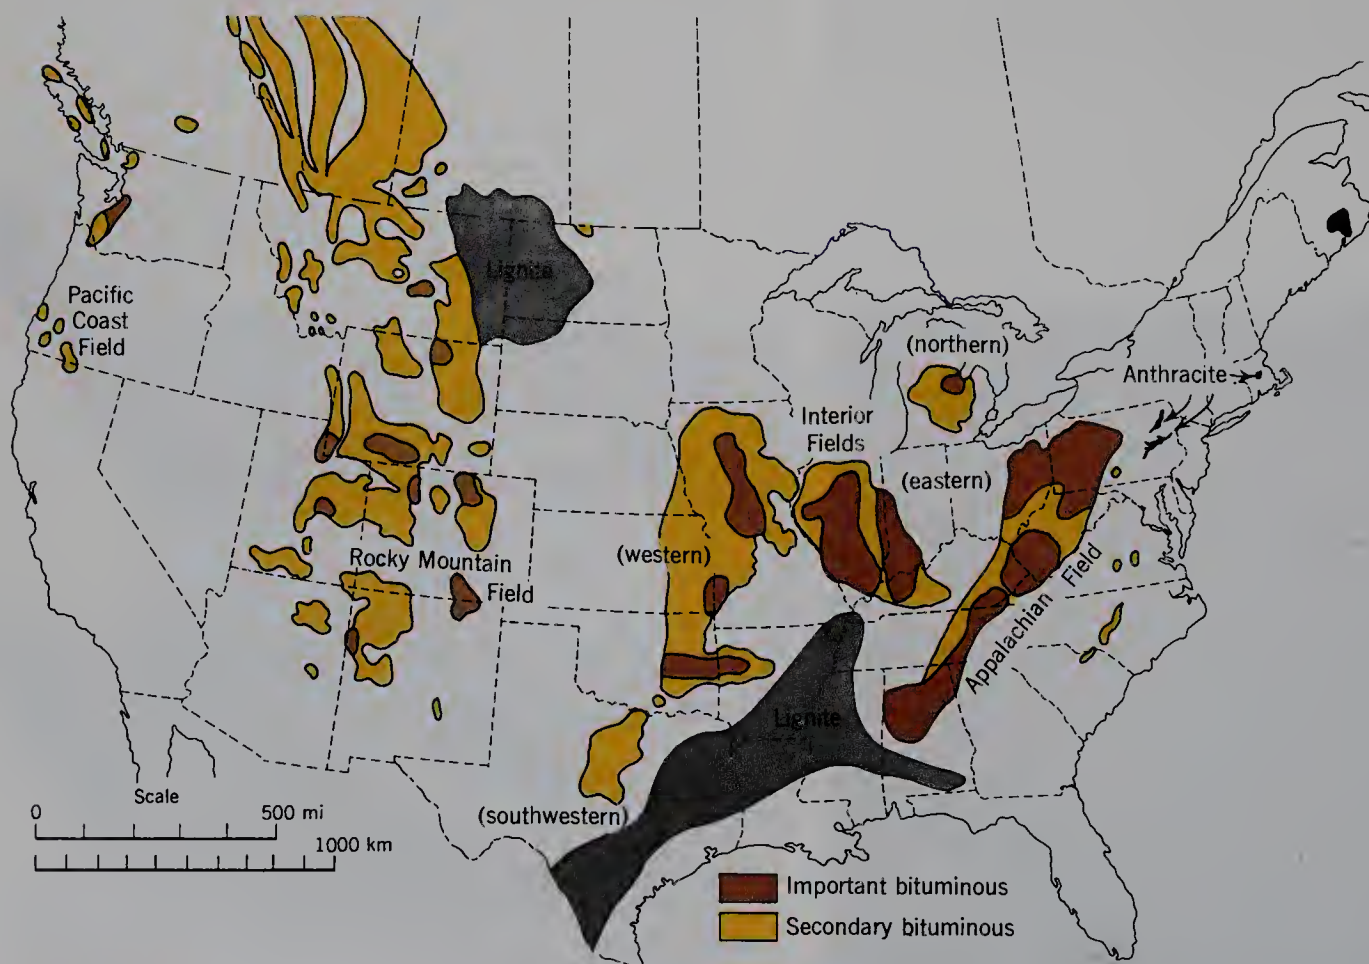 Lignite
Pacific
Coast
Field
(northern)
Anthracite
Interior
Fields
(eastern)
(western)
Rocky Mountain
Field
Appalachian Field
Lignite
(southwestern)
Scale
0 500 mi
1000 km
Important bituminous
Secondary bituminous